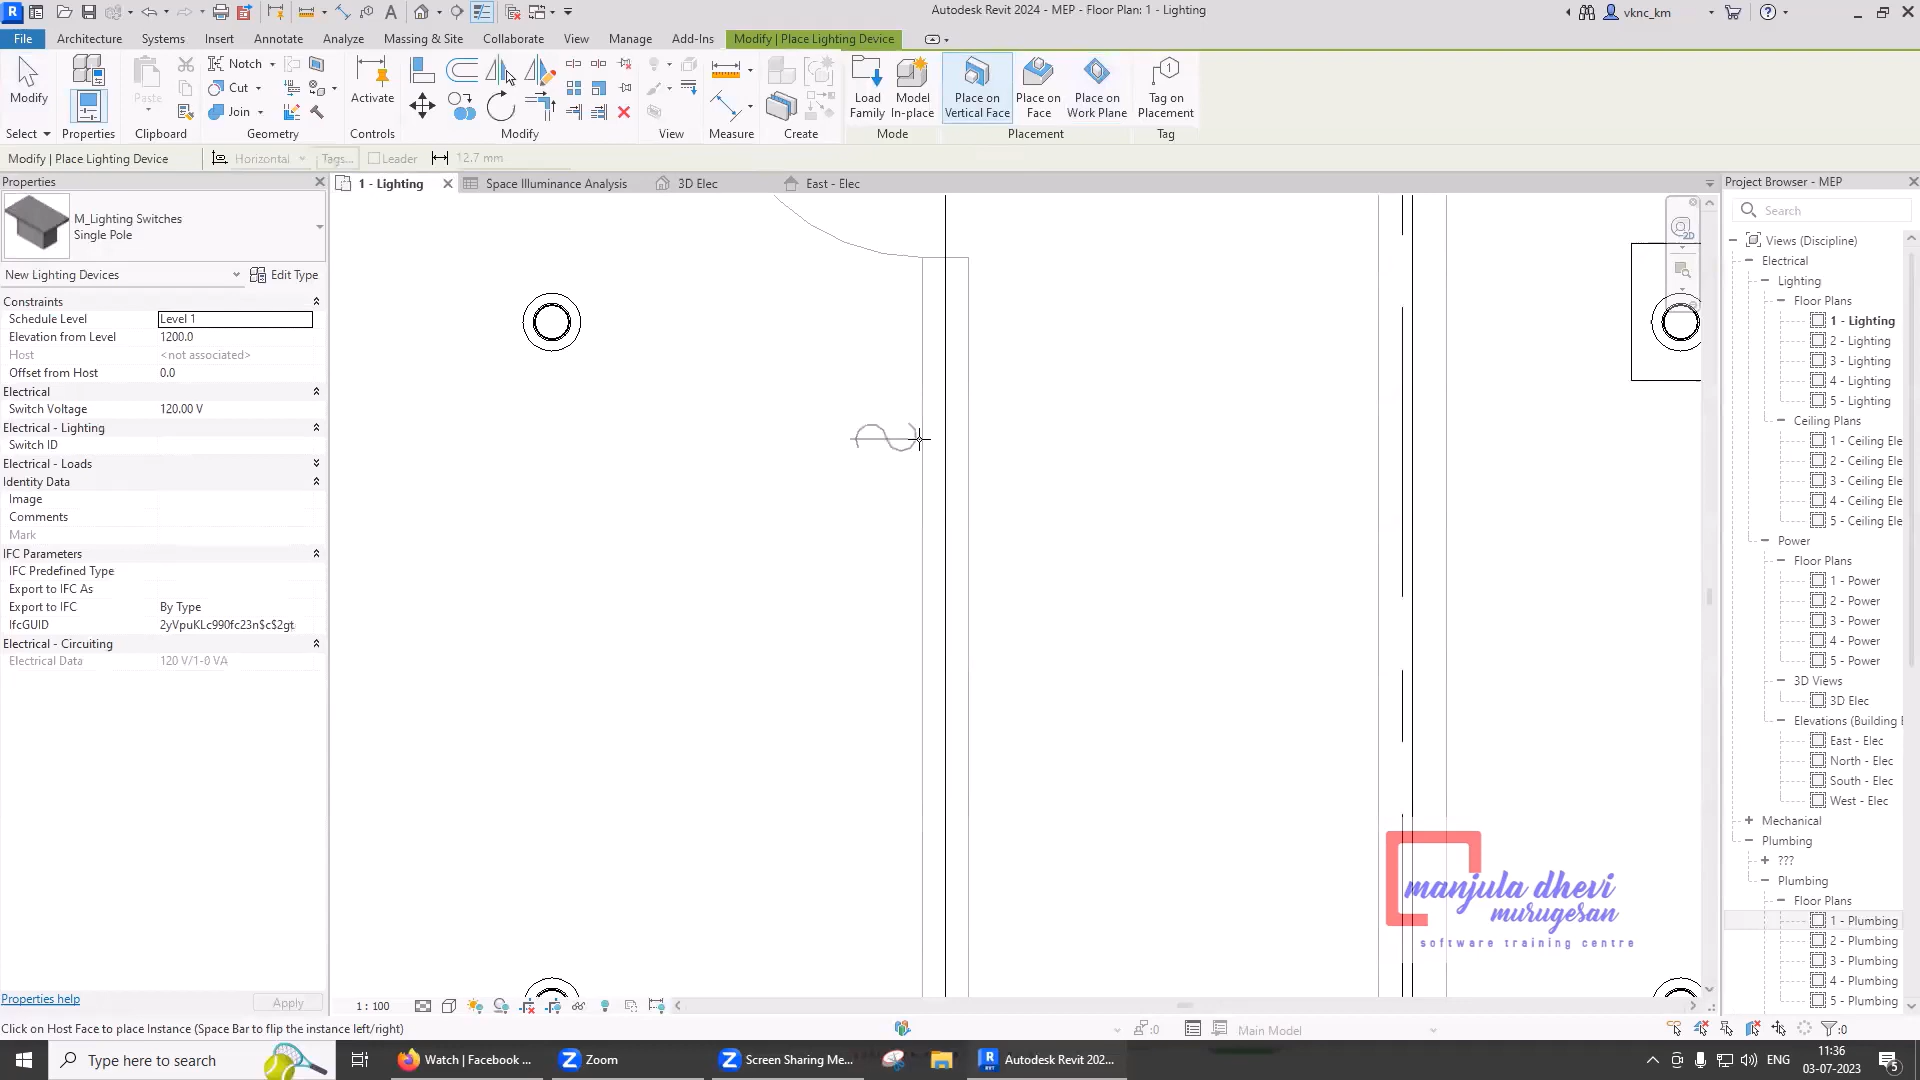 Autodesk Revit 2024 - MEP - Floor Plan: 1 - Lighting
vknc_km
File Architecture Systems Insert Annotate Analyze Massing & Site Collaborate View Manage Add-Ins Modify | Place Lighting Device
Modify Paste Notch Cut Join Activate Load Family Model In-place Place on Vertical Face Place on Face Place on Work Plane Tag on Placement
Select Properties Clipboard Geometry Controls Modify View Measure Create Mode Placement Tag
Modify | Place Lighting Device Horizontal Tags... Leader 12.7 mm
Properties
M_Lighting Switches
Single Pole
New Lighting Devices Edit Type
Constraints
Schedule Level Level 1
Elevation from Level 1200.0
Host <not associated>
Offset from Host 0.0
Electrical
Switch Voltage 120.00 V
Electrical - Lighting
Switch ID
Electrical - Loads
Identity Data
Image
Comments
Mark
IFC Parameters
IFC Predefined Type
Export to IFC As
Export to IFC By Type
IfcGUID 2yVpuKLc990fc23n$c$2gt
Electrical - Circuiting
Electrical Data 120 V/1-0 VA
Properties help Apply
1 - Lighting Space Illuminance Analysis 3D Elec East - Elec
2D
manjula dhevi
murugesan
software training centre
1 : 100
Project Browser - MEP
Search
Views (Discipline)
Electrical
Lighting
Floor Plans
1 - Lighting
2 - Lighting
3 - Lighting
4 - Lighting
5 - Lighting
Ceiling Plans
1 - Ceiling Ele
2 - Ceiling Ele
3 - Ceiling Ele
4 - Ceiling Ele
5 - Ceiling Ele
Power
Floor Plans
1 - Power
2 - Power
3 - Power
4 - Power
5 - Power
3D Views
3D Elec
Elevations (Building E
East - Elec
North - Elec
South - Elec
West - Elec
Mechanical
Plumbing
???
Plumbing
Floor Plans
1 - Plumbing
2 - Plumbing
3 - Plumbing
4 - Plumbing
5 - Plumbing
Click on Host Face to place Instance (Space Bar to flip the instance left/right) :0 Main Model :0
Type here to search Watch | Facebook ... Zoom Screen Sharing Me... Autodesk Revit 202... ENG 11:36
03-07-2023 5